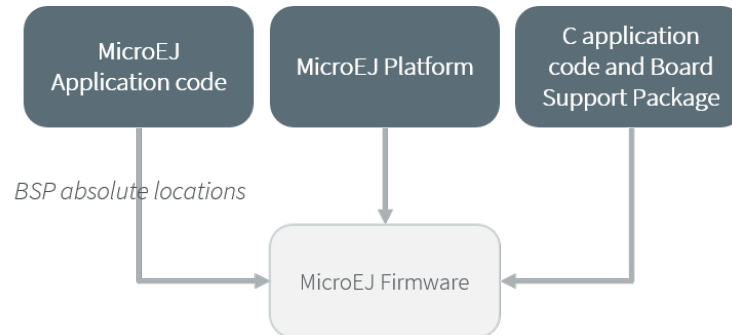 MicroEJ
Application code
MicroEJ Platform
C application
code and Board
Support Package
BSP absolute locations
MicroEJ Firmware